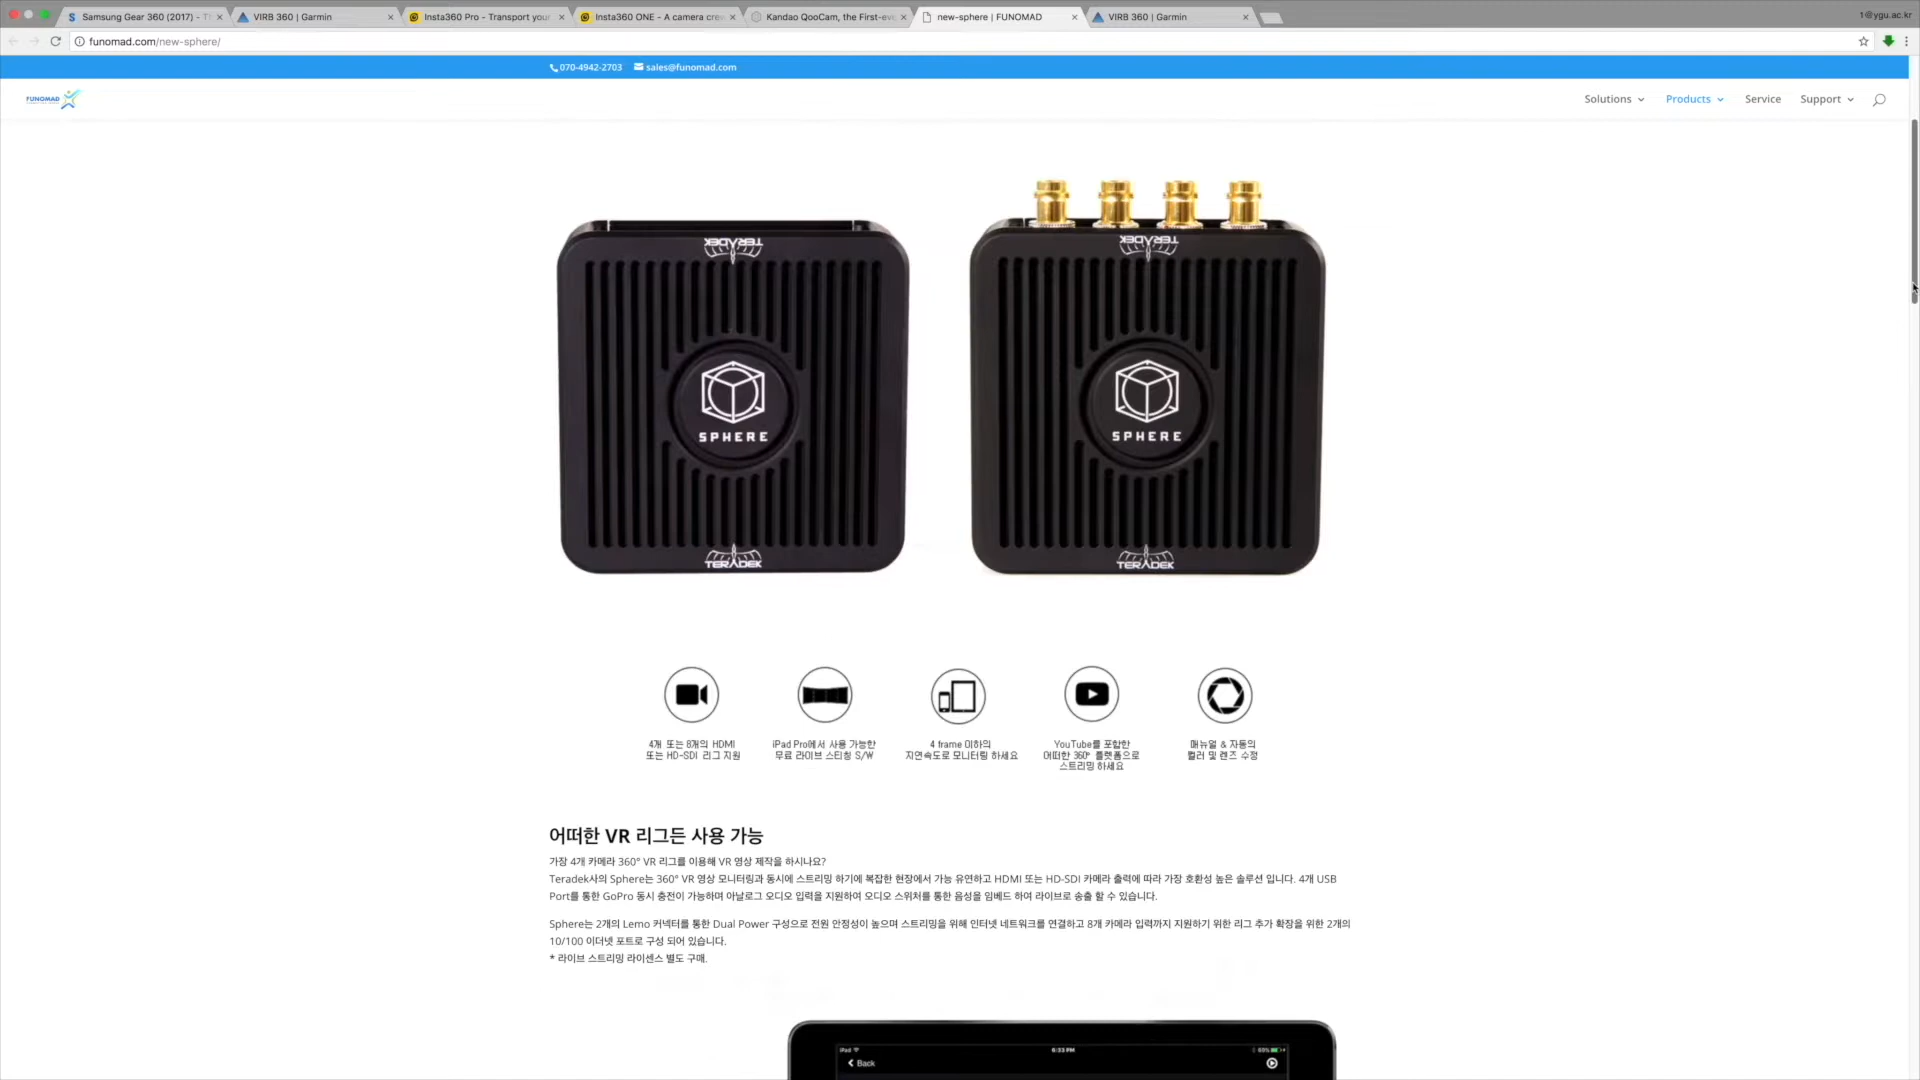 Samsung Gear 360 (2017) - Th
VIRB 360 | Garmin
Insta360 Pro - Transport your
Insta360 ONE - A camera crew
Kandao QooCam, the First-eve
new-sphere | FUNOMAD
VIRB 360 | Garmin
1@ygu.ac.kr
funomad.com/new-sphere/
070-4942-2703
sales@funomad.com
FUNOMAD
Solutions
Products
Service
Support
TERADEK
TERADEK
SPHERE
SPHERE
TERADEK
TERADEK
4개 또는 8개의 HDMI
또는 HD-SDI 리그 지원
iPad Pro에서 사용 가능한
무료 라이브 스티칭 S/W
4 frame 이하의
지연속도로 모니터링 하세요
YouTube를 포함한
어떠한 360° 플랫폼으로
스트리밍 하세요
매뉴얼 & 자동의
컬러 및 렌즈 수정
어떠한 VR 리그든 사용 가능
가장 4개 카메라 360° VR 리그를 이용해 VR 영상 제작을 하시나요?
Teradek사의 Sphere는 360° VR 영상 모니터링과 동시에 스트리밍 하기에 복잡한 현장에서 가능 유연하고 HDMI 또는 HD-SDI 카메라 출력에 따라 가장 호환성 높은 솔루션 입니다. 4개 USB
Port를 통한 GoPro 동시 충전이 가능하며 아날로그 오디오 입력을 지원하여 오디오 스위처를 통한 음성을 임베드 하여 라이브로 송출 할 수 있습니다.
Sphere는 2개의 Lemo 커넥터를 통한 Dual Power 구성으로 전원 안정성이 높으며 스트리밍을 위해 인터넷 네트워크를 연결하고 8개 카메라 입력까지 지원하기 위한 리그 추가 확장을 위한 2개의
10/100 이더넷 포트로 구성 되어 있습니다.
* 라이브 스트리밍 라이센스 별도 구매.
iPad
6:33 PM
Back